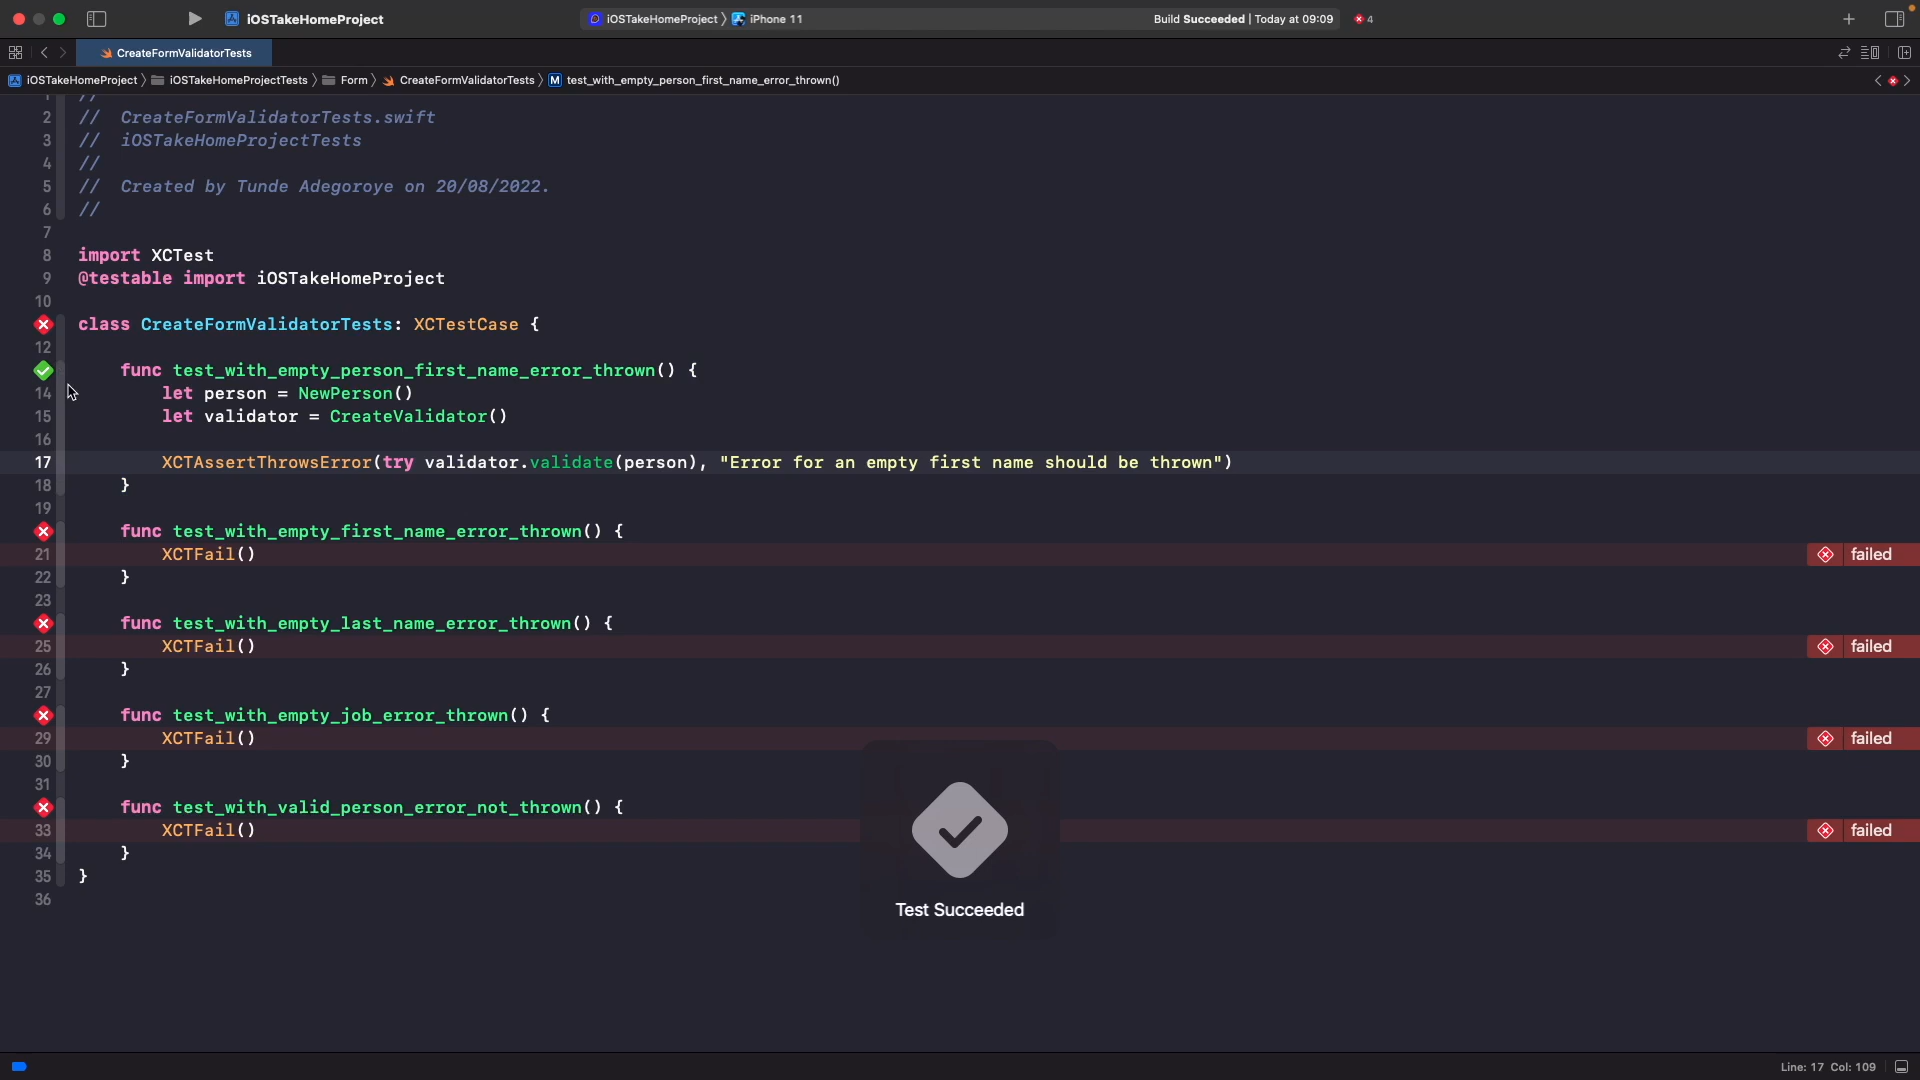 iOSTakeHomeProject
iOSTakeHomeProject 〉 iPhone 11
Build Succeeded | Today at 09:09
4
CreateFormValidatorTests
iOSTakeHomeProject 〉 iOSTakeHomeProjectTests 〉 Form 〉 CreateFormValidatorTests 〉 M test_with_empty_person_first_name_error_thrown()
1 //
2 //  CreateFormValidatorTests.swift
3 //  iOSTakeHomeProjectTests
4 //
5 //  Created by Tunde Adegoroye on 20/08/2022.
6 //
7
8 import XCTest
9 @testable import iOSTakeHomeProject
10
class CreateFormValidatorTests: XCTestCase {
12
func test_with_empty_person_first_name_error_thrown() {
14 let person = NewPerson()
15 let validator = CreateValidator()
16
17 XCTAssertThrowsError(try validator.validate(person), "Error for an empty first name should be thrown")
18 }
19
func test_with_empty_first_name_error_thrown() {
21 XCTFail() failed
22 }
23
func test_with_empty_last_name_error_thrown() {
25 XCTFail() failed
26 }
27
func test_with_empty_job_error_thrown() {
29 XCTFail() failed
30 }
31
func test_with_valid_person_error_not_thrown() {
33 XCTFail() failed
34 }
35 }
36
Test Succeeded
Line: 17 Col: 109